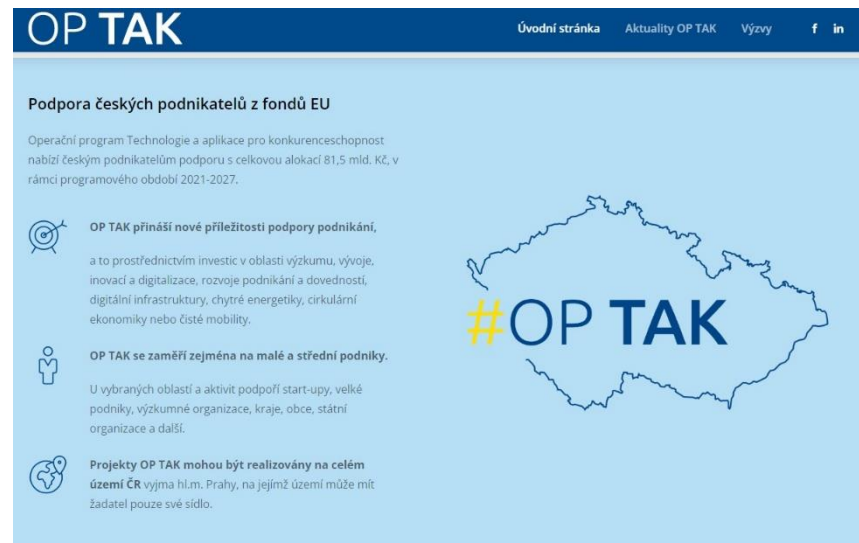 OP TAK
Úvodní stránka Aktuality OP TAK Výzvy f in
Podpora českých podnikatelů z fondů EU
Operační program Technologie a aplikace pro konkurenceschopnost
nabízí českým podnikatelům podporu s celkovou alokací 81,5 mld. Kč, v
rámci programového období 2021-2027.
OP TAK přináší nové příležitosti podpory podnikání,
a to prostřednictvím investic v oblasti výzkumu, vývoje,
inovací a digitalizace, rozvoje podnikání a dovedností,
digitální infrastruktury, chytré energetiky, cirkulární
ekonomiky nebo čisté mobility.
OP TAK se zaměří zejména na malé a střední podniky.
U vybraných oblastí a aktivit podpoří start-upy, velké
podniky, výzkumné organizace, kraje, obce, státní
organizace a další.
Projekty OP TAK mohou být realizovány na celém
území ČR vyjma hl.m. Prahy, na jejímž území může mít
žadatel pouze své sídlo.
#OP TAK